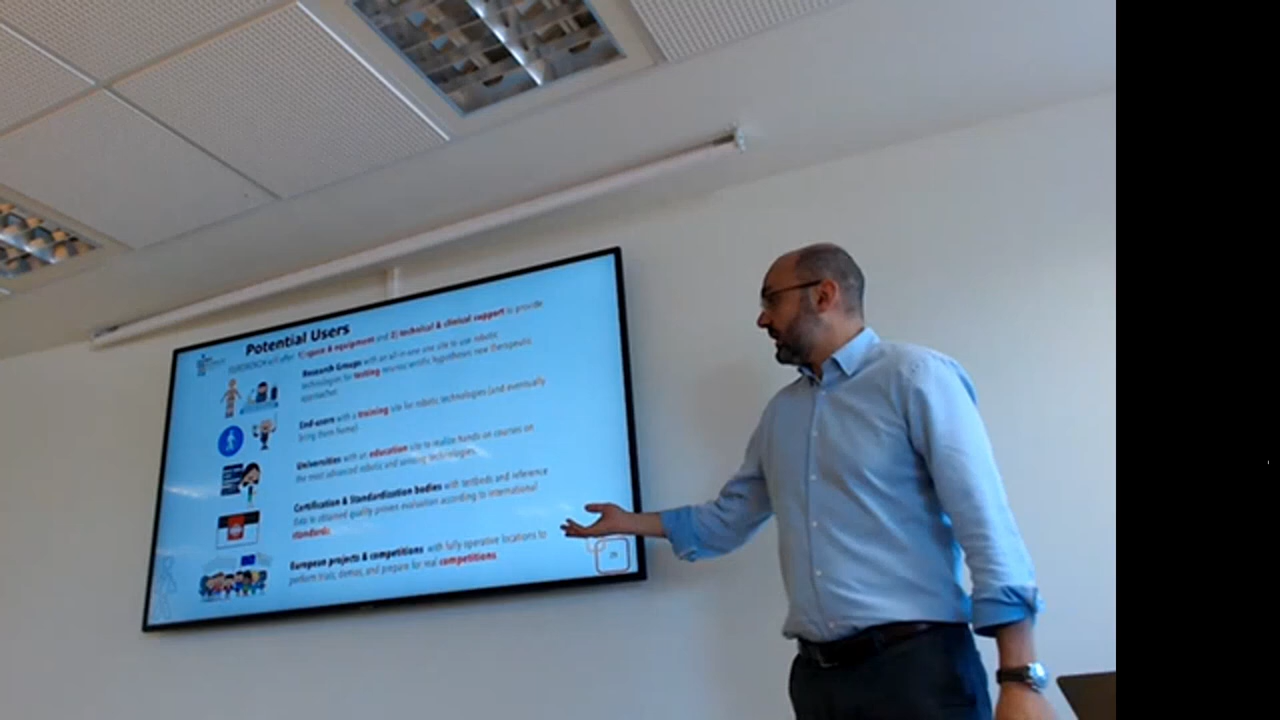 Potential Users
EUROBENCH will offer 1) space & equipment and 2) technical & clinical support to provide
Research Groups with an all-in-one site to use robotic
technologies for testing neuroscientific hypotheses new therapeutic
approaches
End-users with a training site for robotic technologies (and eventually
bring them home)
Universities with an education site to realize hands on courses on
the most advanced robotic and sensing technologies
Certification & Standardization bodies with testbeds and reference
data to obtained quality-proven evaluation according to international
standards
European projects & competitions with fully operative locations to
perform trials, demos, and prepare for real competitions